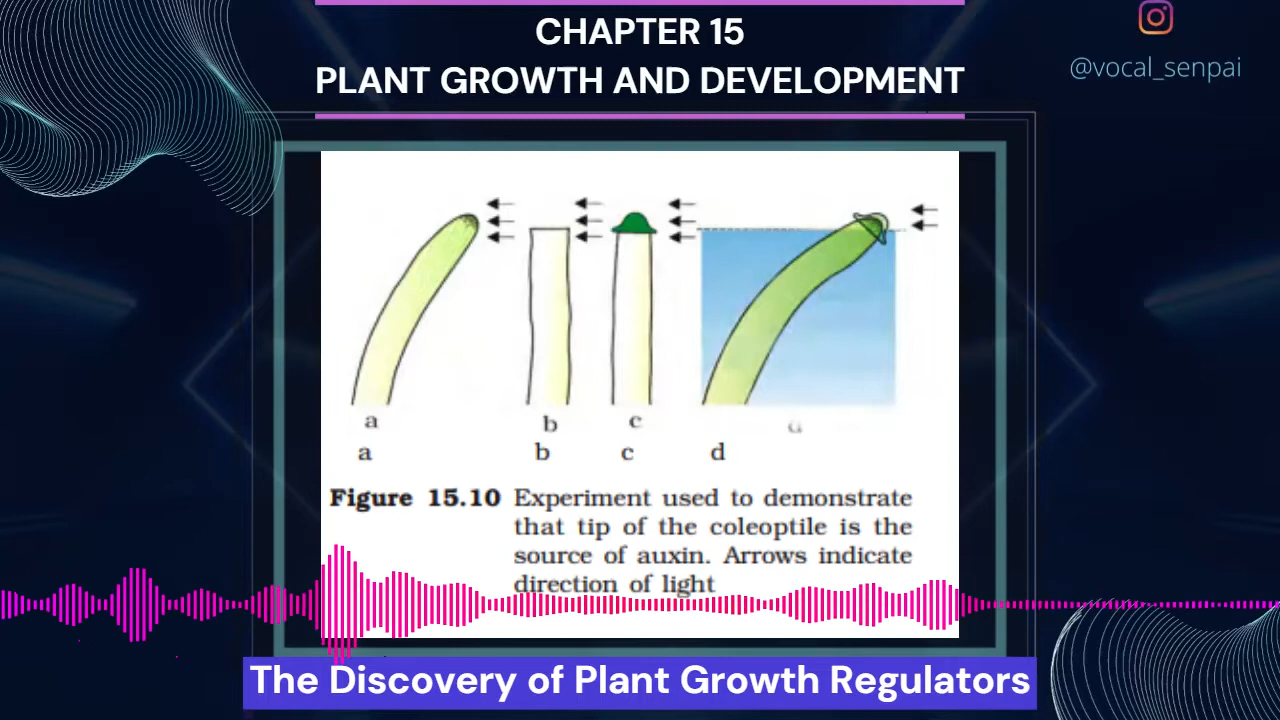 CHAPTER 15
PLANT GROWTH AND DEVELOPMENT
@vocal_senpai
a
b
c
d
a b c d
Figure 15.10 Experiment used to demonstrate
that tip of the coleoptile is the
source of auxin. Arrows indicate
direction of light
The Discovery of Plant Growth Regulators